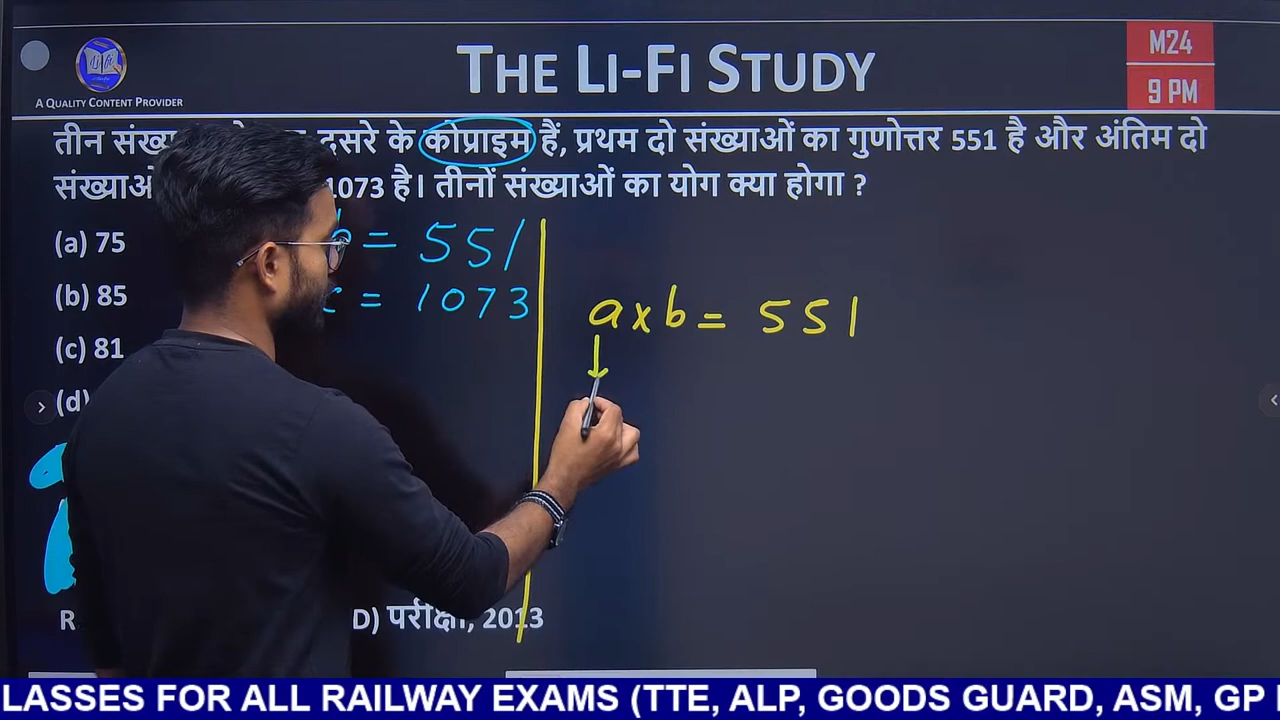 THE LI-FI STUDY
M24
9 PM
A QUALITY CONTENT PROVIDER
तीन दूसरे के कोप्राइम हैं, प्रथम दो संख्याओं का गुणोत्तर 551 है और अंतिम दो
1073 है। तीनों संख्याओं का योग क्या होगा ?
(a) 75
(b) 85
(c) 81
(d)
= 551
c = 1073
a x b = 551
D) परीक्षा, 2013
LASSES FOR ALL RAILWAY EXAMS (TTE, ALP, GOODS GUARD, ASM, GP